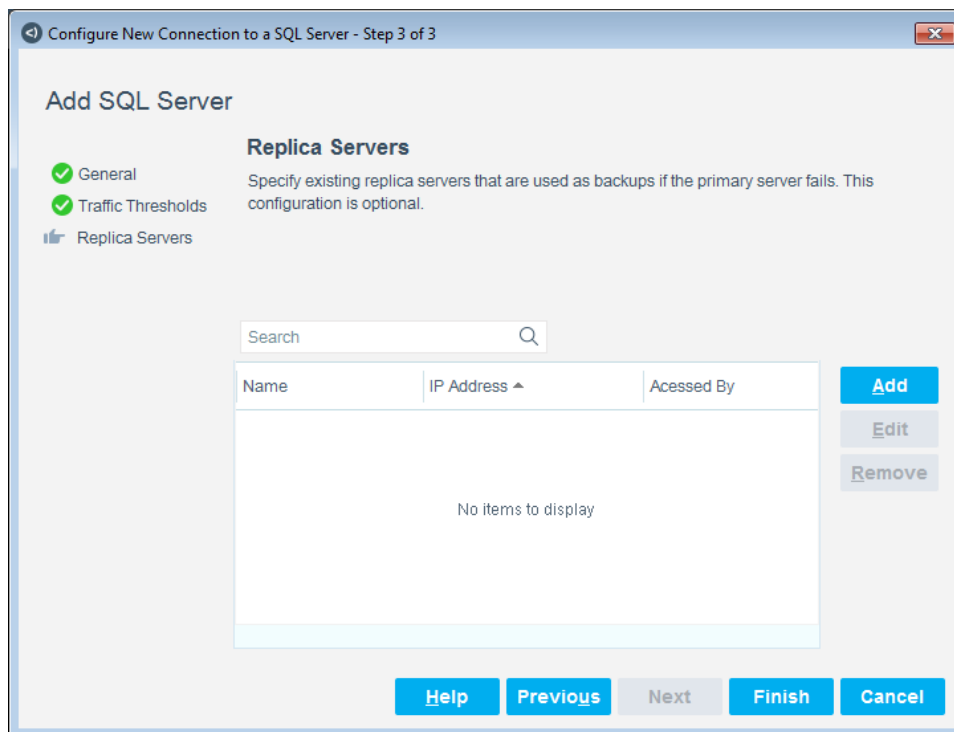 Configure New Connection to a SQL Server - Step 3 of 3
Add SQL Server
General
Traffic Thresholds
Replica Servers
Replica Servers
Specify existing replica servers that are used as backups if the primary server fails. This
configuration is optional.
Search
Name IP Address Acessed By
No items to display
Add
Edit
Remove
Help Previous Next Finish Cancel